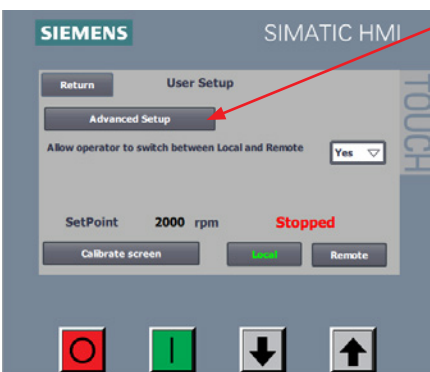 SIEMENS SIMATIC HMI
TOUCH
Return User Setup
Advanced Setup
Allow operator to switch between Local and Remote Yes
SetPoint 2000 rpm Stopped
Calibrate screen Local Remote